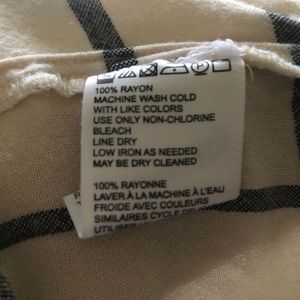 100% RAYON
MACHINE WASH COLD
WITH LIKE COLORS
USE ONLY NON-CHLORINE
BLEACH
LINE DRY
LOW IRON AS NEEDED
MAY BE DRY CLEANED
100% RAYONNE
LAVER À LA MACHINE À L'EAU
FROIDE AVEC COULEURS
SIMILAIRES CYCLE